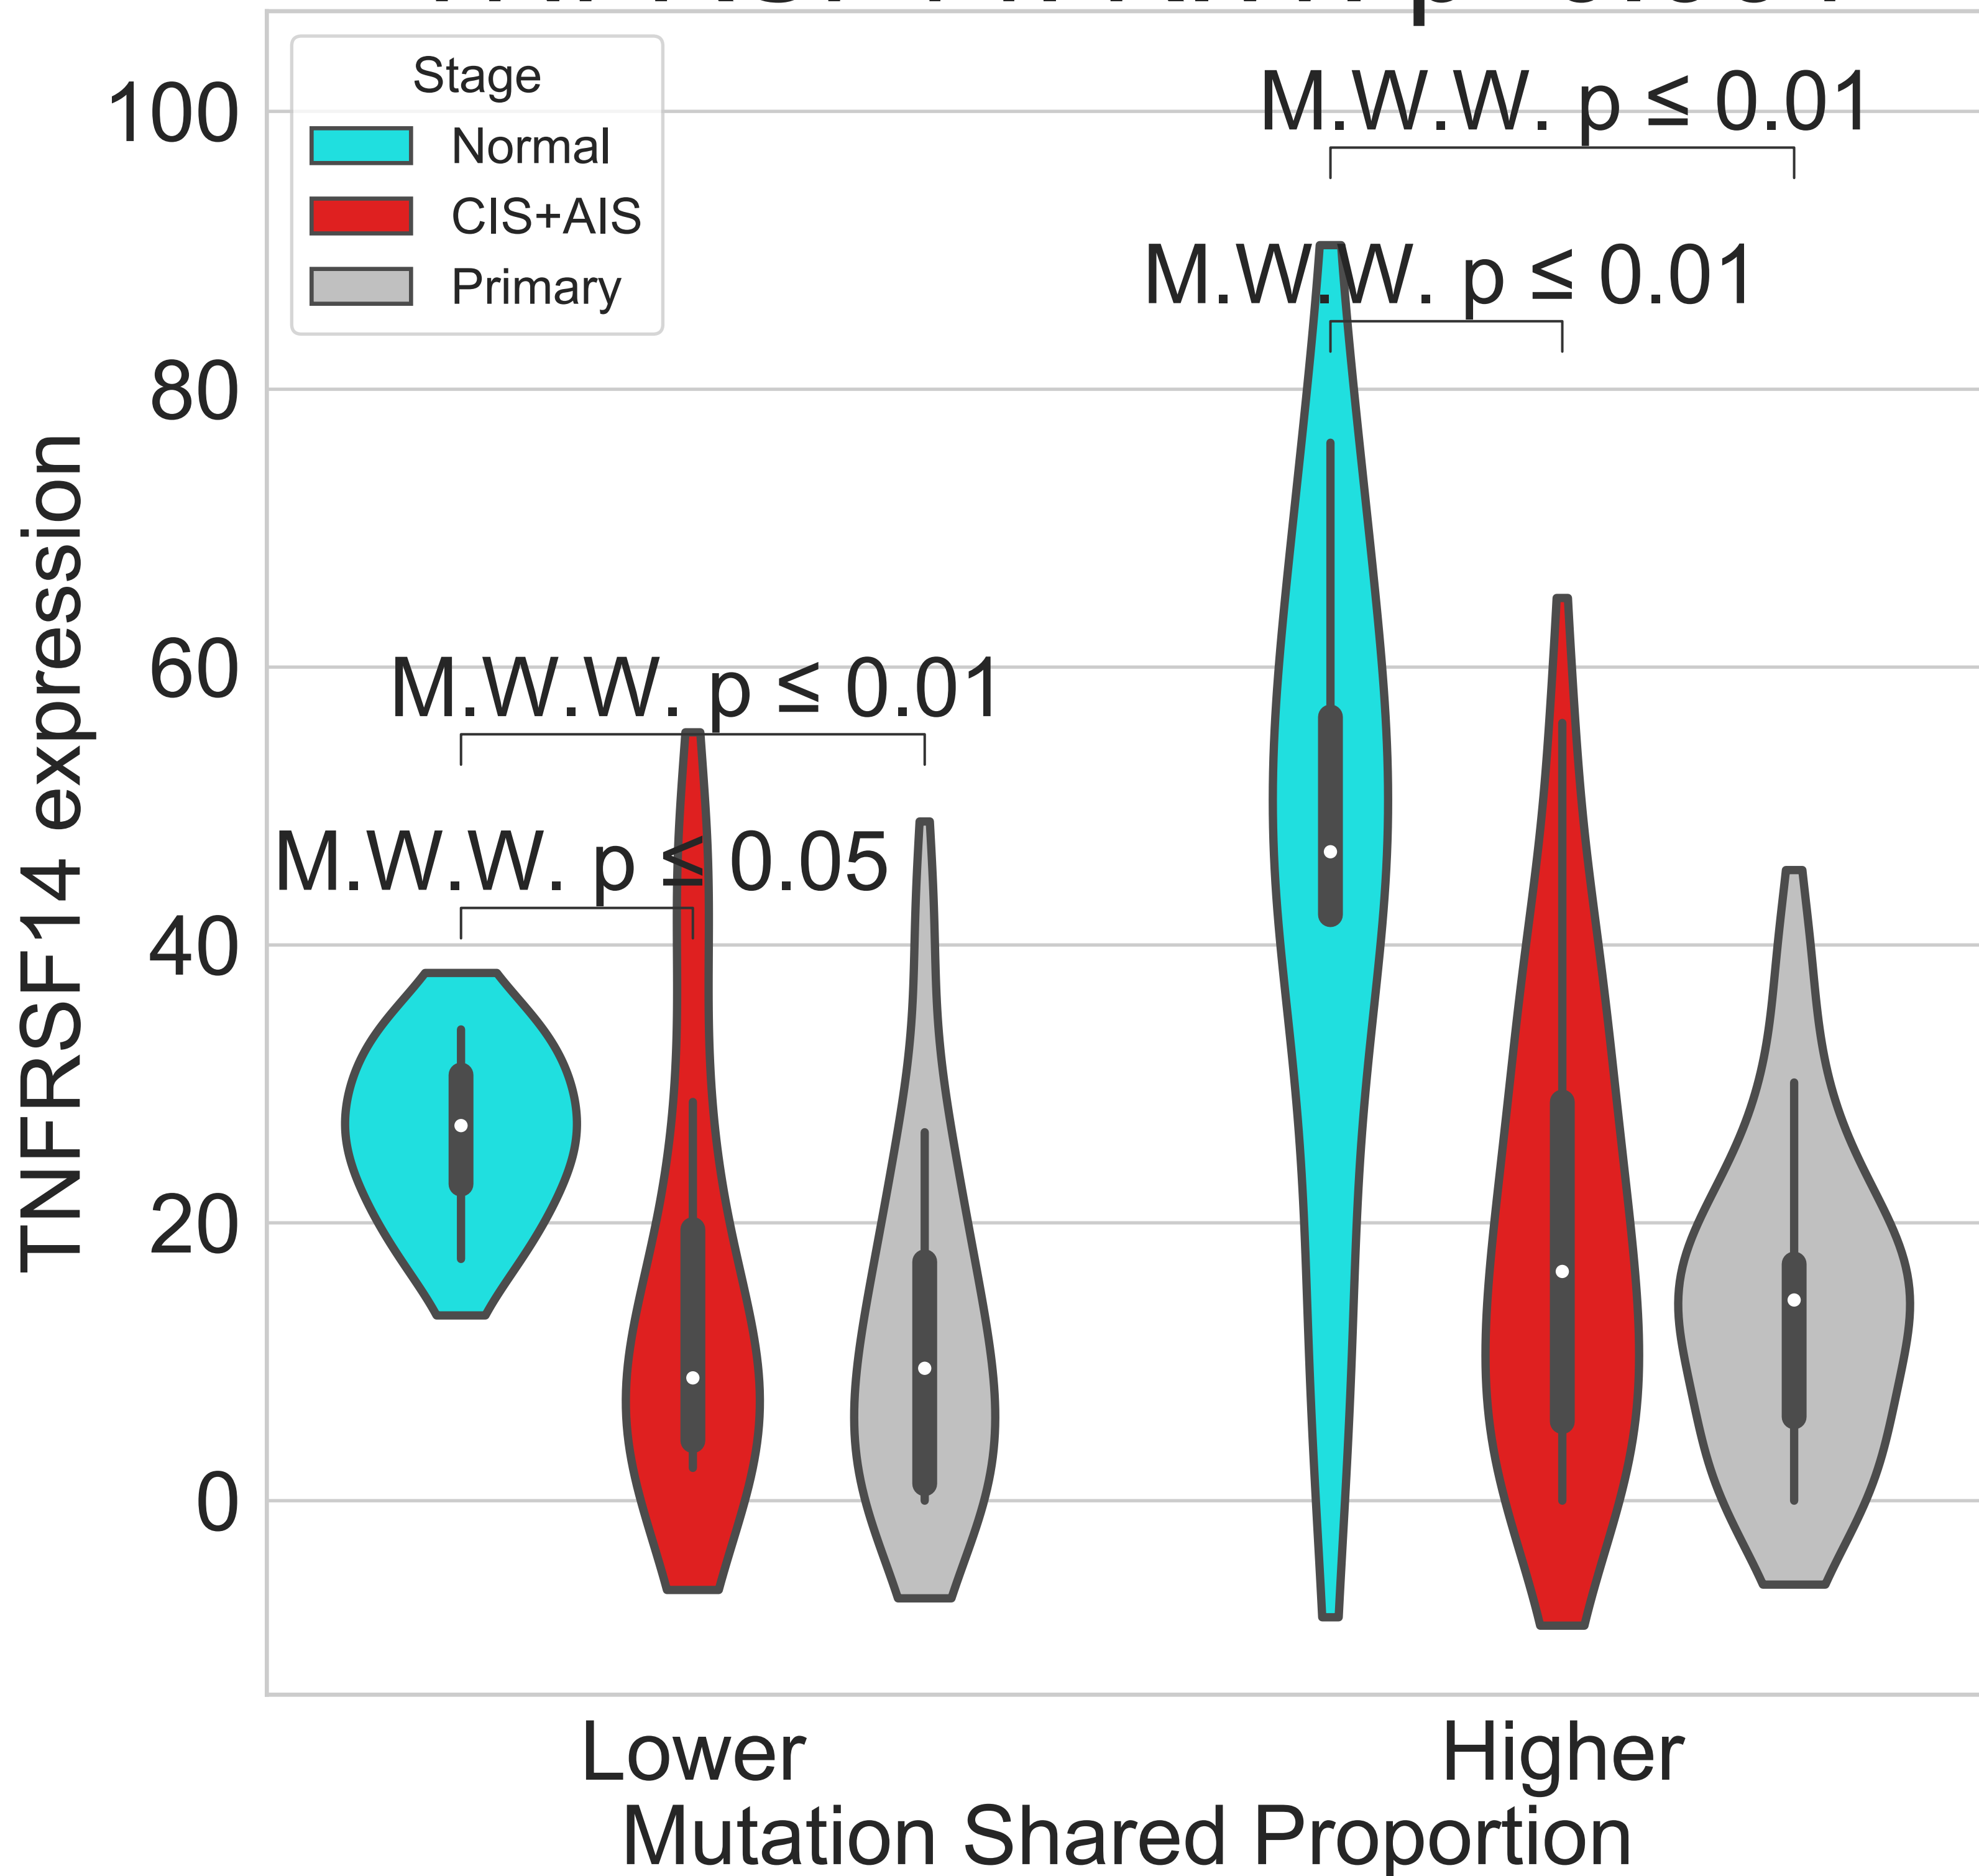 Stage
Normal
CIS+AIS
Primary
M.W.W. p ≤ 0.01
M.W.W. p ≤ 0.01
M.W.W. p ≤ 0.01
M.W.W. p ≤ 0.05
100
80
60
40
20
0
TNFRSF14 expression
Lower
Higher
Mutation Shared Proportion